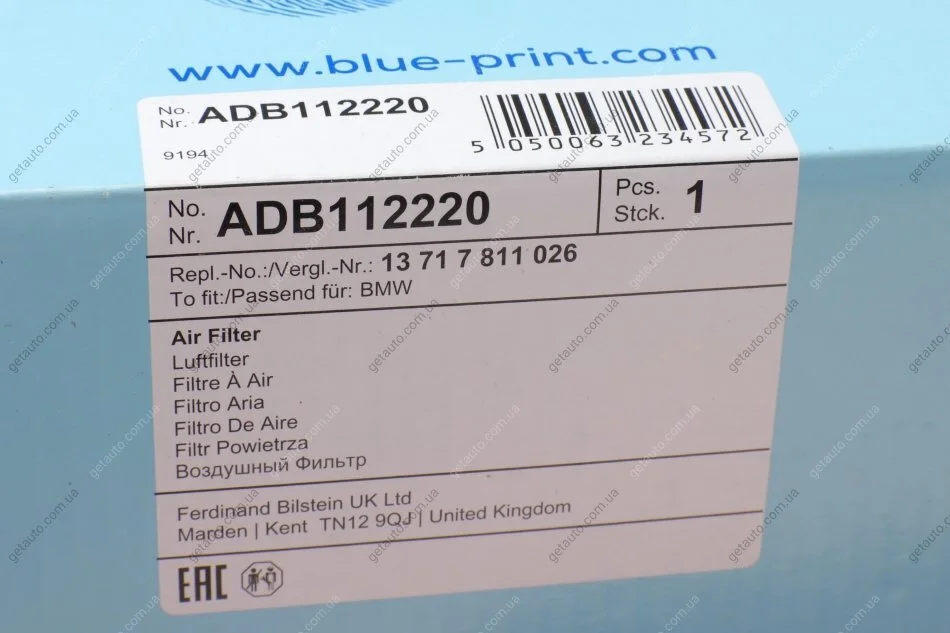 www.blue-print.com
No. ADB112220
Nr.
9194
5 050063 234572
No. ADB112220
Nr.
Pcs. 1
Stck.
Repl.-No.:/Vergl.-Nr.: 13 71 7 811 026
To fit:/Passend für: BMW
Air Filter
Luftfilter
Filtre À Air
Filtro Aria
Filtro De Aire
Filtr Powietrza
Воздушный Фильтр
Ferdinand Bilstein UK Ltd
Marden | Kent TN12 9QJ | United Kingdom
EAC
getauto.com.ua